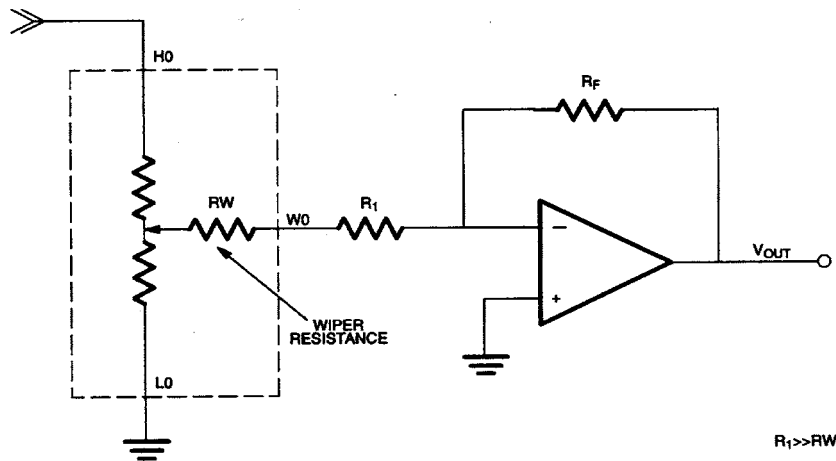 H0
RF
RW
W0
R1
VOUT
WIPER
RESISTANCE
L0
R1>>RW
−
+